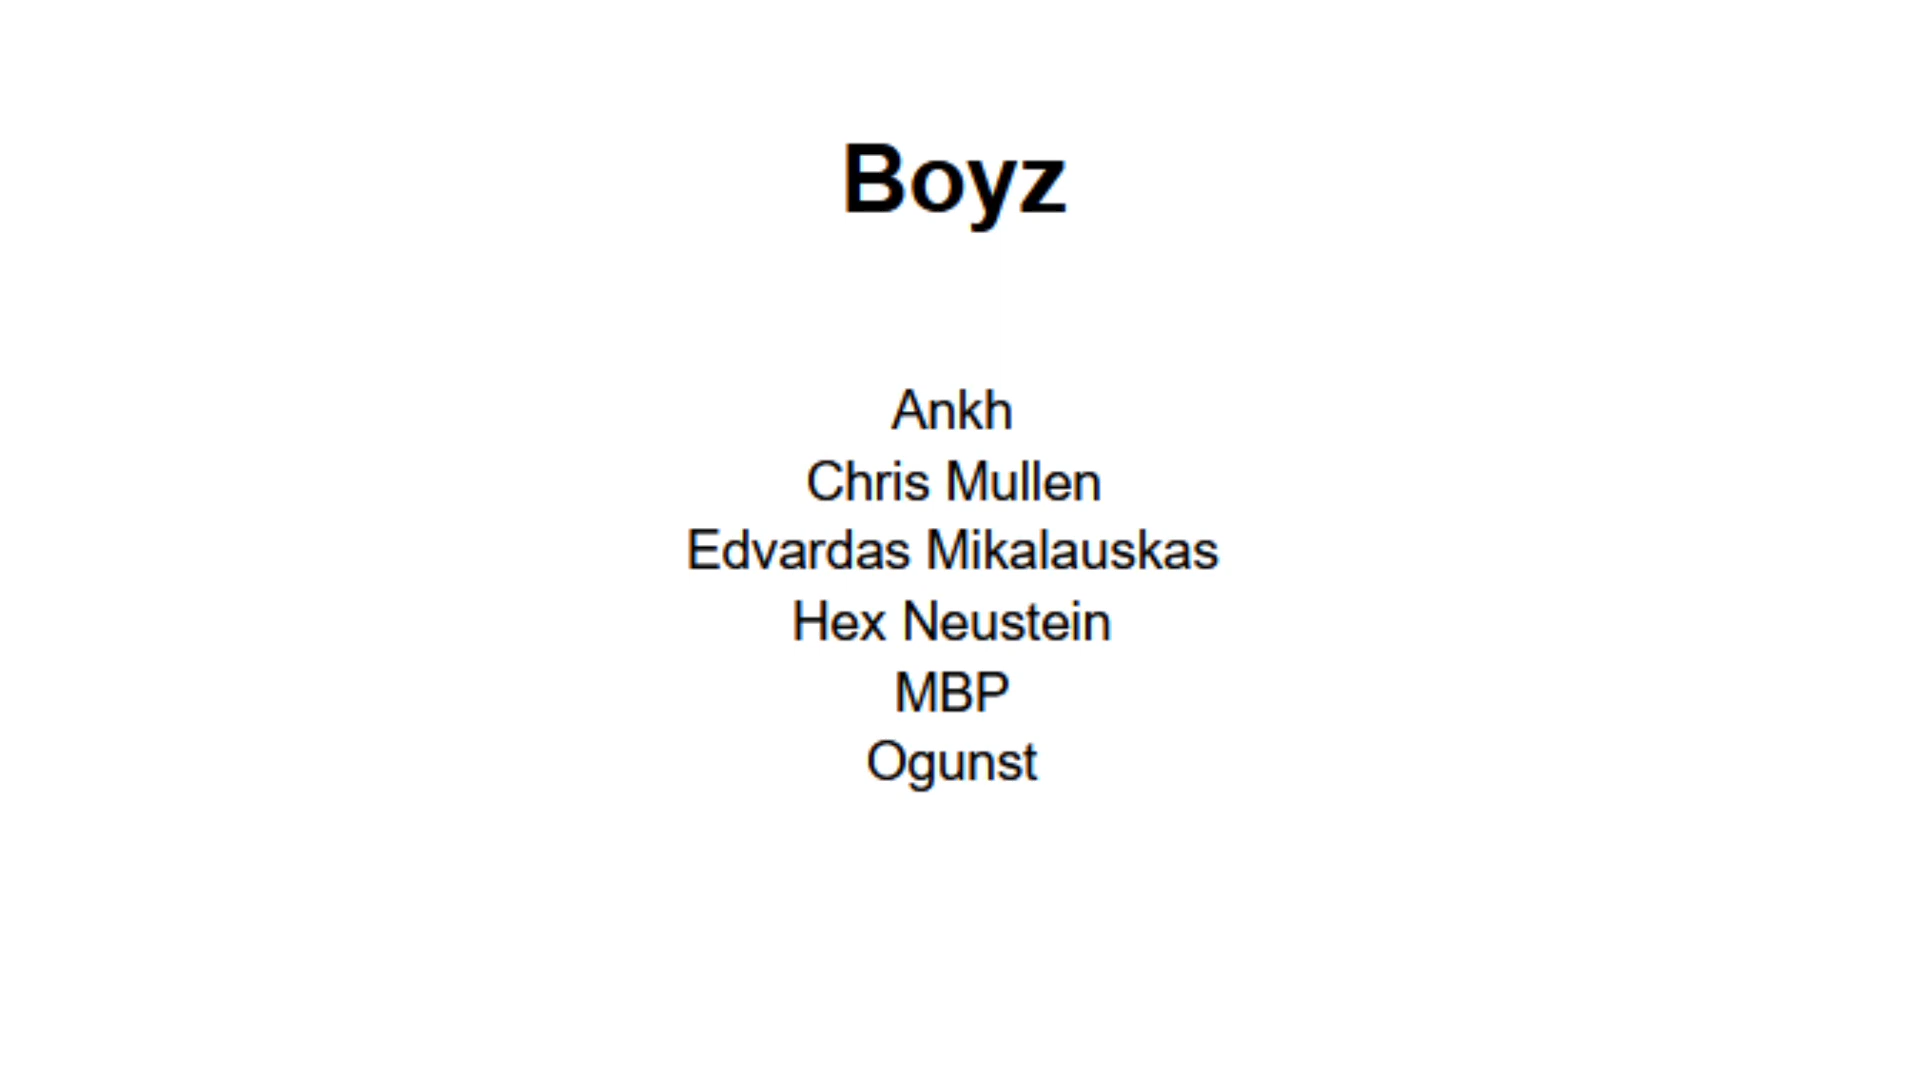 Boyz
Ankh
Chris Mullen
Edvardas Mikalauskas
Hex Neustein
MBP
Ogunst